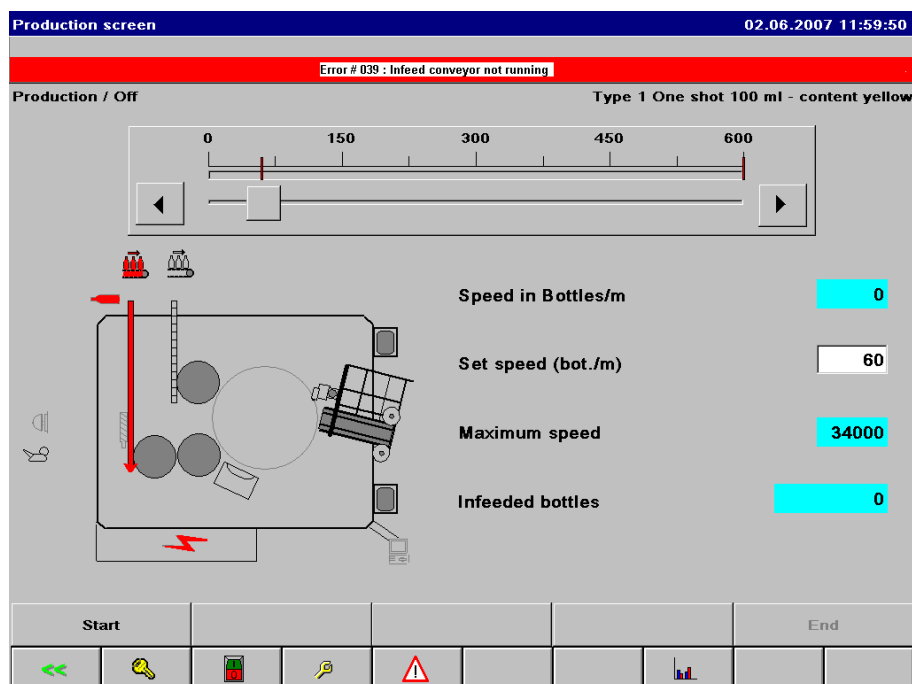 Production screen 02.06.2007 11:59:50
Error # 039 : Infeed conveyor not running
Production / Off Type 1 One shot 100 ml - content yellow
0 150 300 450 600
Speed in Bottles/m 0
Set speed (bot./m) 60
Maximum speed 34000
Infeeded bottles 0
Start End
<<